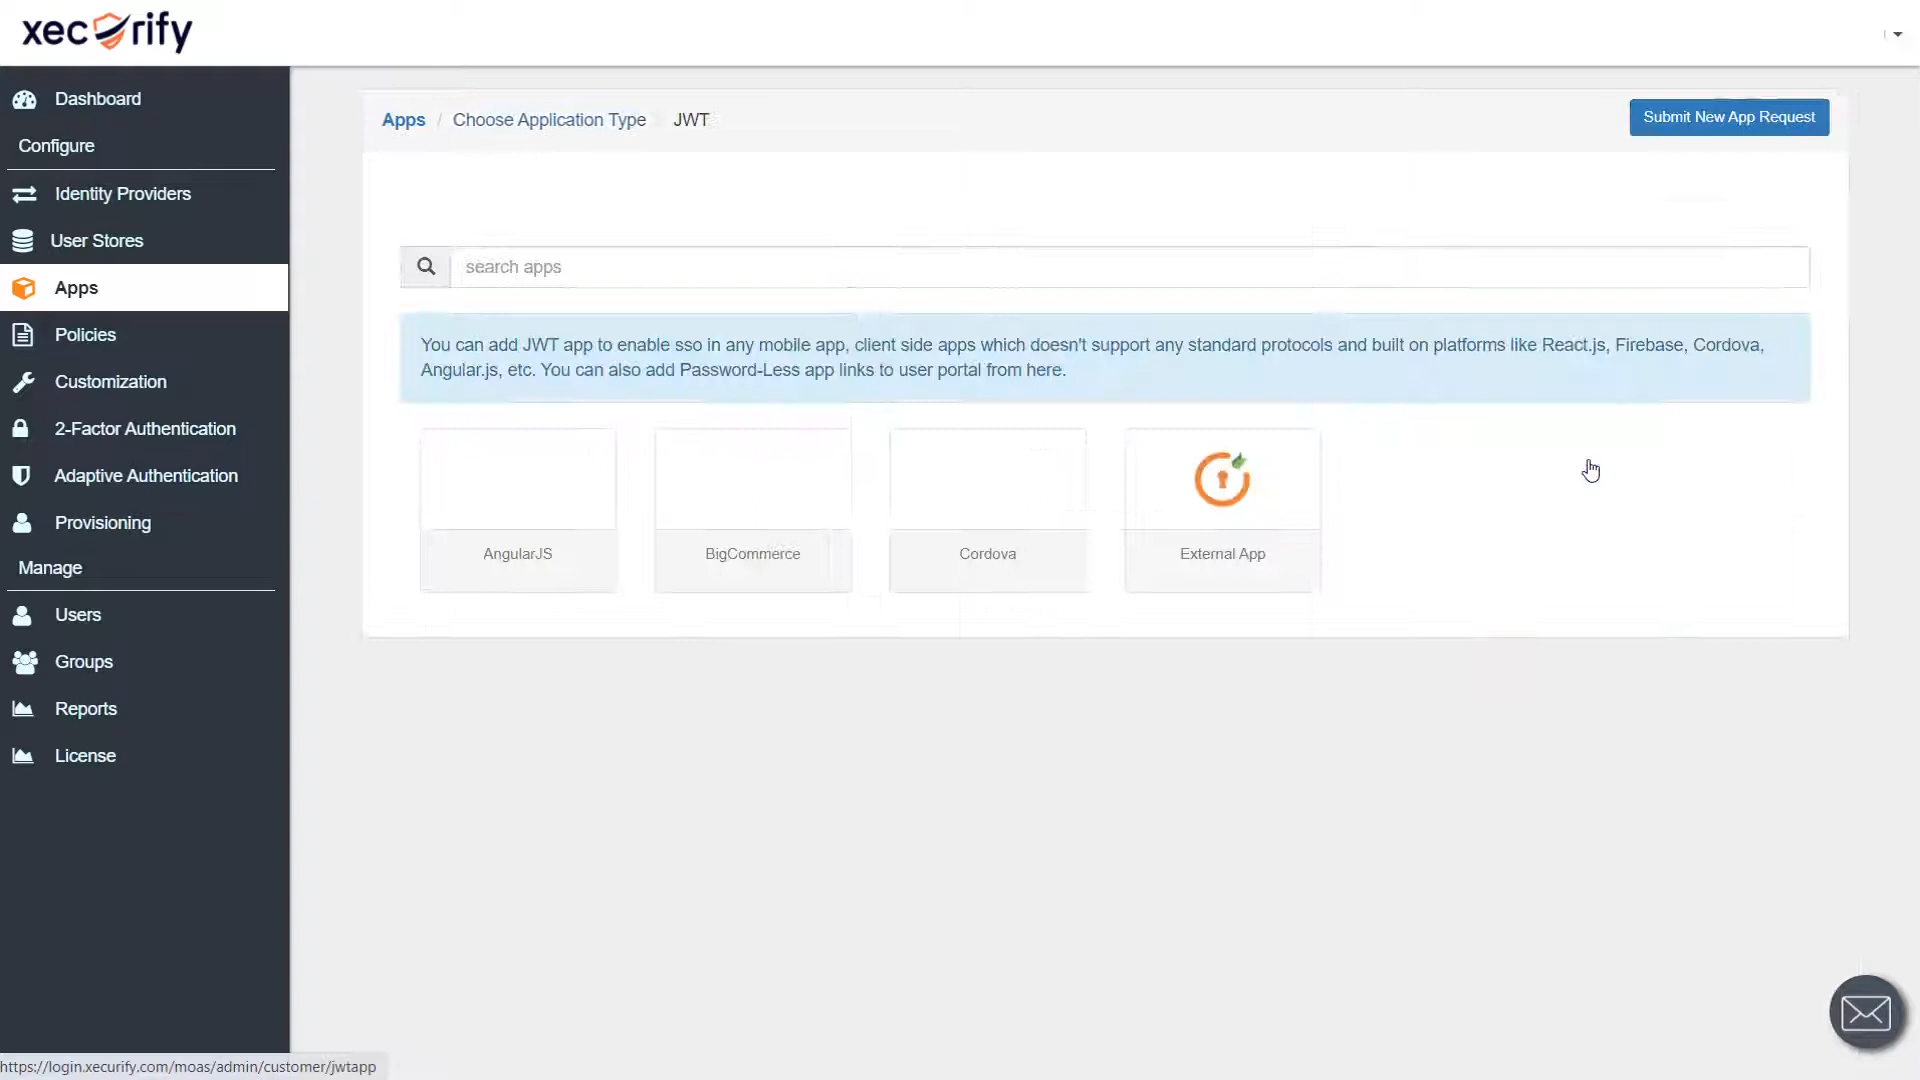 xecurify
Dashboard
Configure
Identity Providers
User Stores
Apps
Policies
Customization
2-Factor Authentication
Adaptive Authentication
Provisioning
Manage
Users
Groups
Reports
License
Apps / Choose Application Type JWT
Submit New App Request
search apps
You can add JWT app to enable sso in any mobile app, client side apps which doesn't support any standard protocols and built on platforms like React.js, Firebase, Cordova,
Angular.js, etc. You can also add Password-Less app links to user portal from here.
AngularJS
BigCommerce
Cordova
External App
https://login.xecurify.com/moas/admin/customer/jwtapp